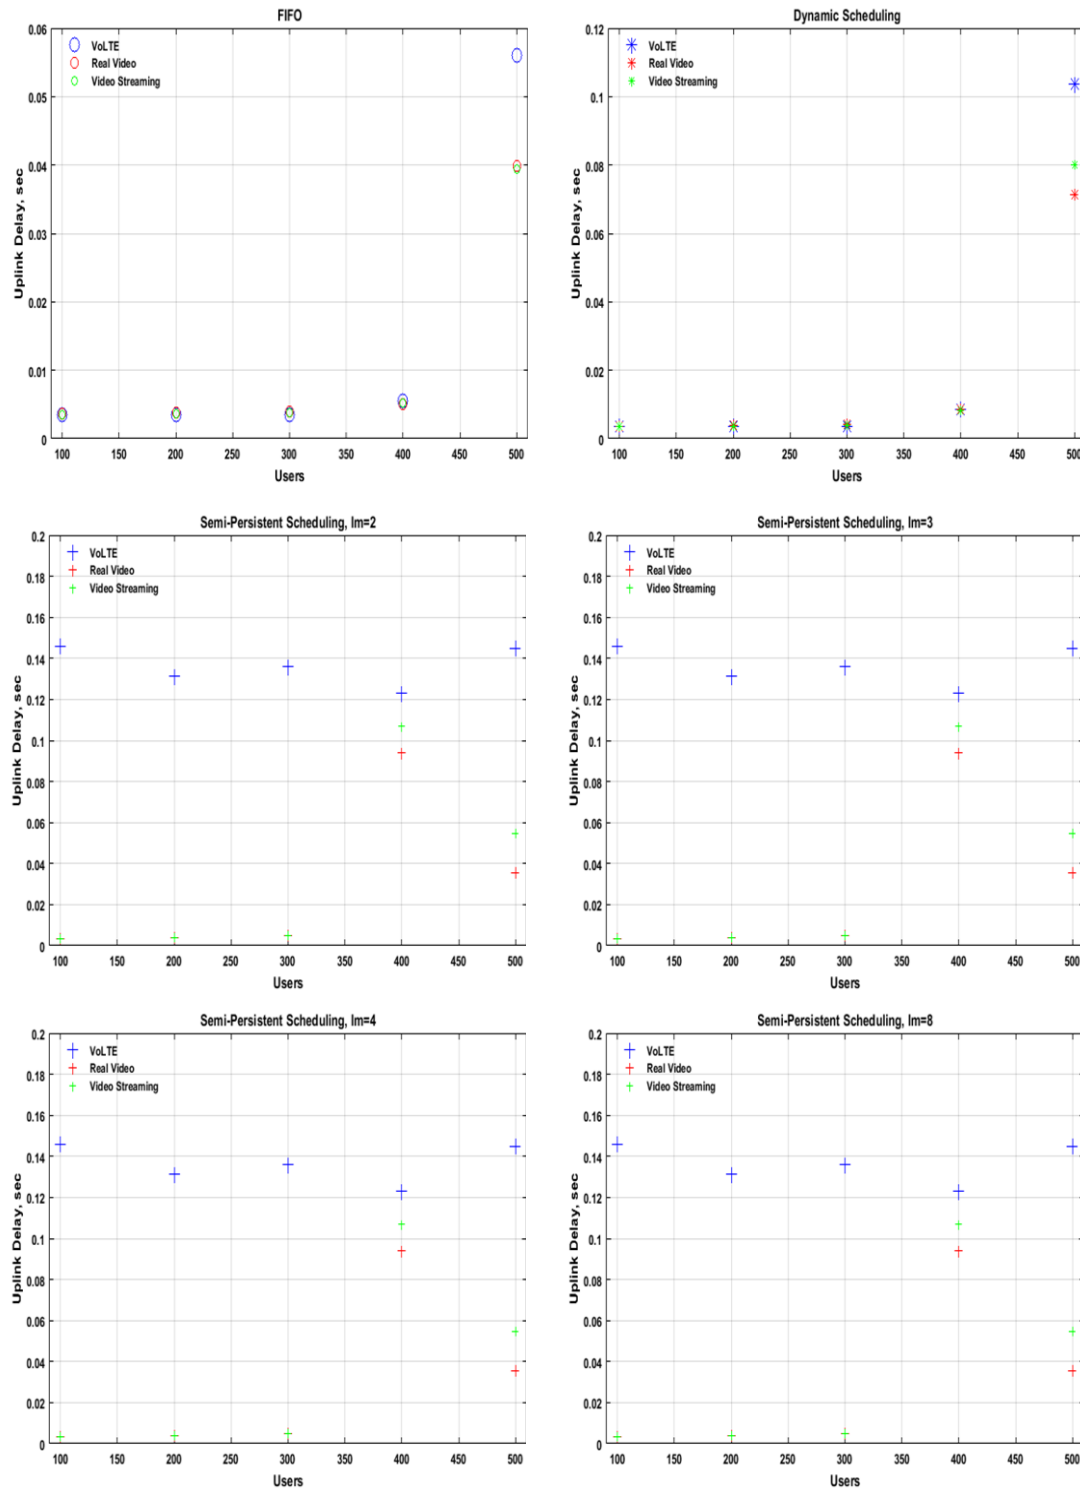 FIFO
0.06
0.05
0.04
0.03
0.02
0.01
0
VoLTE
Real Video
Video Streaming
Uplink Delay, sec
100 150 200 250 300 350 400 450 500
Users
Dynamic Scheduling
0.12
0.1
0.08
0.06
0.04
0.02
0
VoLTE
Real Video
Video Streaming
Uplink Delay, sec
100 150 200 250 300 350 400 450 500
Users
Semi-Persistent Scheduling, Im=2
0.2
0.18
0.16
0.14
0.12
0.1
0.08
0.06
0.04
0.02
0
VoLTE
Real Video
Video Streaming
Uplink Delay, sec
100 150 200 250 300 350 400 450 500
Users
Semi-Persistent Scheduling, Im=3
0.2
0.18
0.16
0.14
0.12
0.1
0.08
0.06
0.04
0.02
0
VoLTE
Real Video
Video Streaming
Uplink Delay, sec
100 150 200 250 300 350 400 450 500
Users
Semi-Persistent Scheduling, Im=4
0.2
0.18
0.16
0.14
0.12
0.1
0.08
0.06
0.04
0.02
0
VoLTE
Real Video
Video Streaming
Uplink Delay, sec
100 150 200 250 300 350 400 450 500
Users
Semi-Persistent Scheduling, Im=8
0.2
0.18
0.16
0.14
0.12
0.1
0.08
0.06
0.04
0.02
0
VoLTE
Real Video
Video Streaming
Uplink Delay, sec
100 150 200 250 300 350 400 450 500
Users